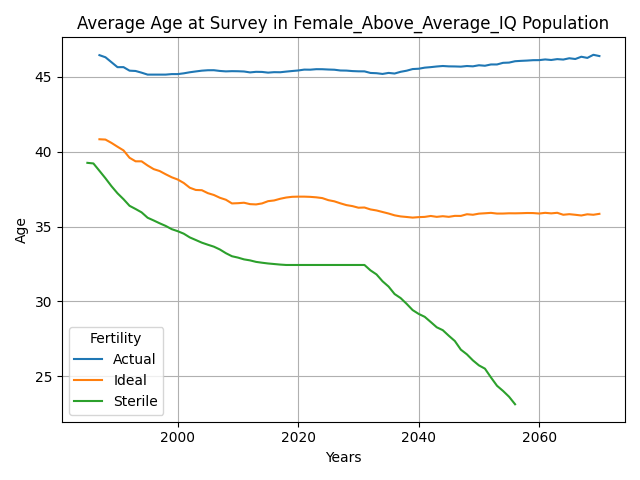 Average Age at Survey in Female_Above_Average_IQ Population
Age
45
40
35
30
25
Fertility
Actual
Ideal
Sterile
2000
2020
2040
2060
Years